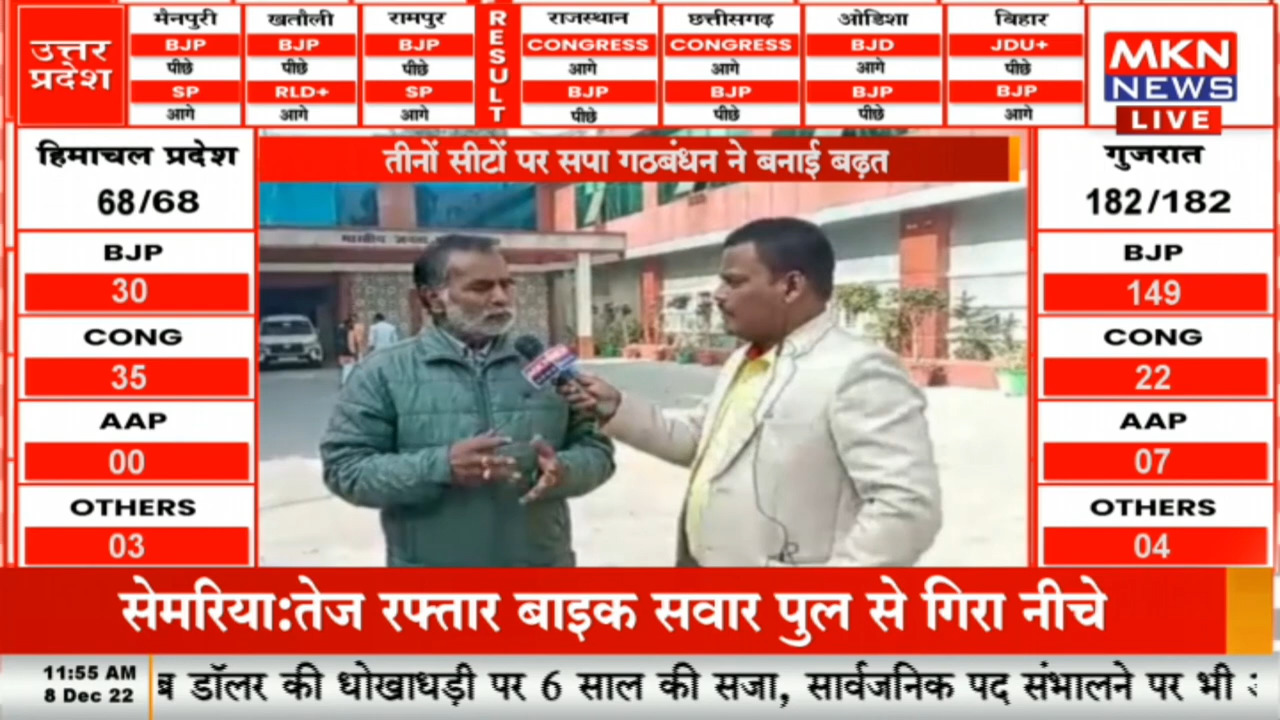 उत्तर प्रदेश
मैनपुरी
BJP
पीछे
SP
आगे
खतौली
BJP
पीछे
RLD+
आगे
रामपुर
BJP
पीछे
SP
आगे
RESULT
राजस्थान
CONGRESS
आगे
BJP
पीछे
छत्तीसगढ़
CONGRESS
आगे
BJP
पीछे
ओडिशा
BJD
आगे
BJP
पीछे
बिहार
JDU+
पीछे
BJP
आगे
MKN
NEWS
LIVE
हिमाचल प्रदेश
68/68
BJP
30
CONG
35
AAP
00
OTHERS
03
तीनों सीटों पर सपा गठबंधन ने बनाई बढ़त
MKN
गुजरात
182/182
BJP
149
CONG
22
AAP
07
OTHERS
04
सेमरिया:तेज रफ्तार बाइक सवार पुल से गिरा नीचे
11:55 AM
8 Dec 22
डॉलर की धोखाधड़ी पर 6 साल की सजा, सार्वजनिक पद संभालने पर भी